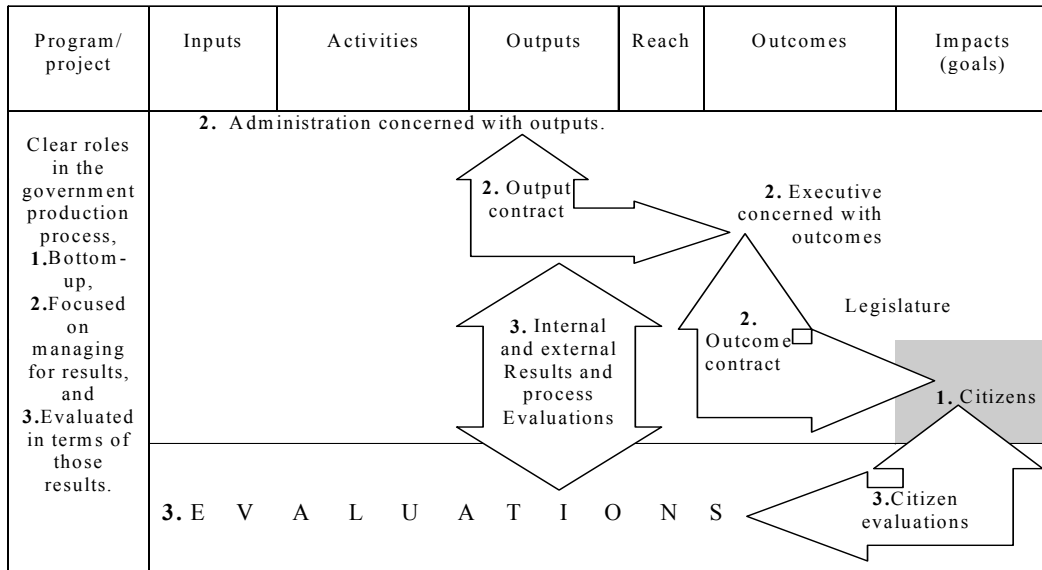 Program/
project
Inputs
Activities
Outputs
Reach
Outcomes
Impacts
(goals)
Clear roles
in the
government
production
process,
1.Bottom-
up,
2.Focused
on
managing
for results,
and
3.Evaluated
in terms of
those
results.
2. Administration concerned with outputs.
2. Output
contract
2. Executive
concerned with
outcomes
Legislature
2.
Outcome
contract
3. Internal
and external
Results and
process
Evaluations
1. Citizens
3.Citizen
evaluations
3. E V A L U A T I O N S